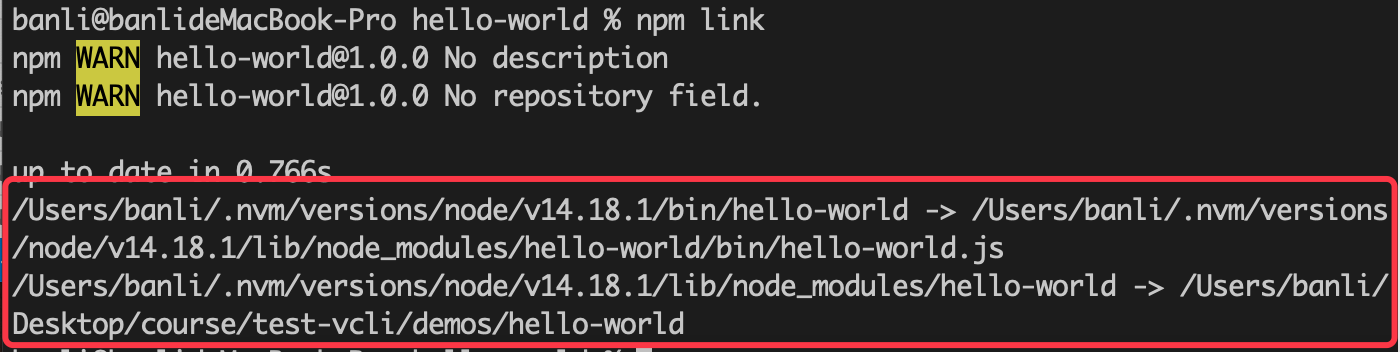 banli@banlideMacBook-Pro hello-world % npm link
npm WARN hello-world@1.0.0 No description
npm WARN hello-world@1.0.0 No repository field.
up to date in 0.766s
/Users/banli/.nvm/versions/node/v14.18.1/bin/hello-world -> /Users/banli/.nvm/versions
/node/v14.18.1/lib/node_modules/hello-world/bin/hello-world.js
/Users/banli/.nvm/versions/node/v14.18.1/lib/node_modules/hello-world -> /Users/banli/
Desktop/course/test-vcli/demos/hello-world